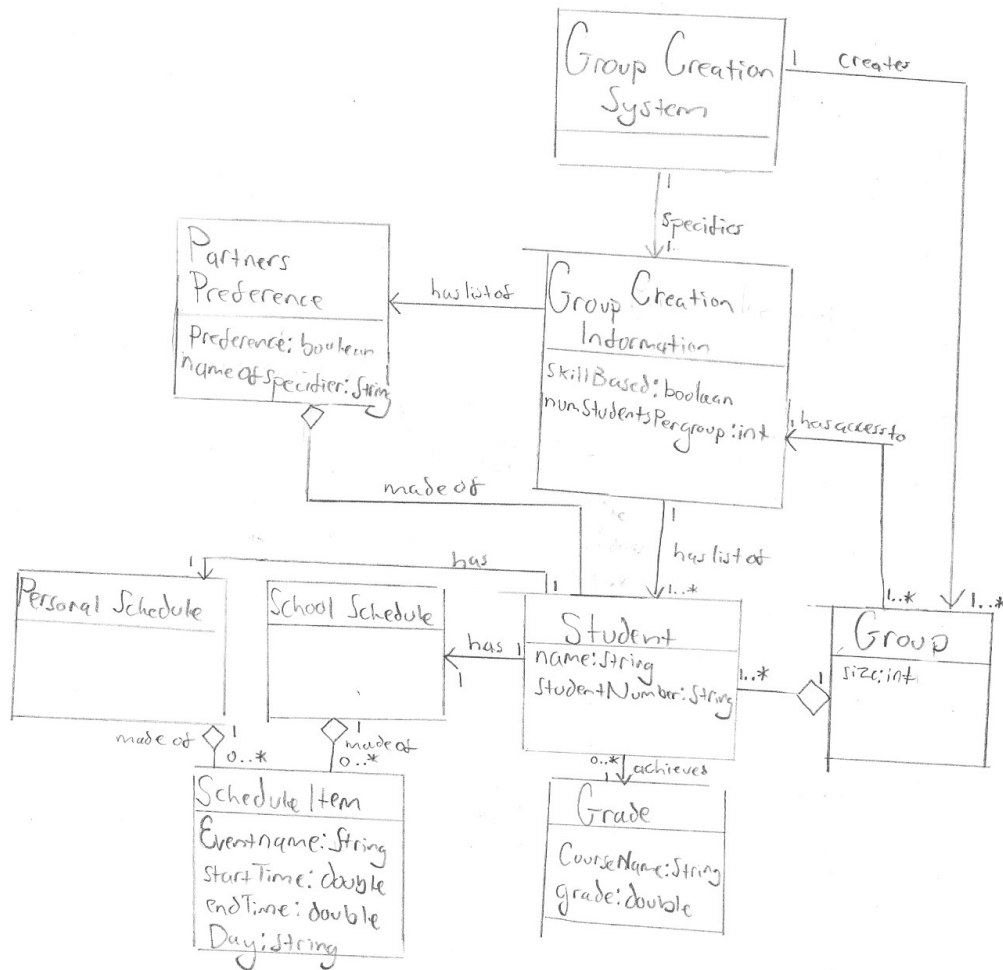 Group Creation
System
1
creates
1
specifies
1..
Partners
Preference
Preference: boolean
nameOfSpecifier: String
has list of
Group Creation
Information
skillBased: boolean
numStudentsPergroup: int
1
has access to
made of
1
has list of
1..*
1..*
1..*
1
has
1
Personal Schedule
School Schedule
has
1
1
Student
name: String
StudentNumber: String
1..*
1
Group
size: int
made of
1
0..*
1
made of
0..*
0..*
achieves
1
Schedule Item
Eventname: String
startTime: double
endTime: double
Day: String
Grade
CourseName: String
grade: double